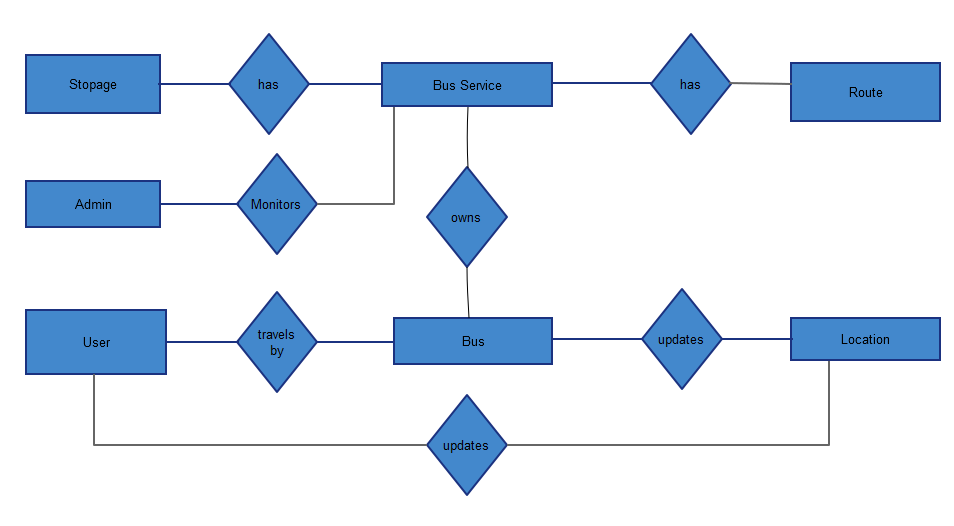 Stopage
has
Bus Service
has
Route
Admin
Monitors
owns
User
travels
by
Bus
updates
Location
updates